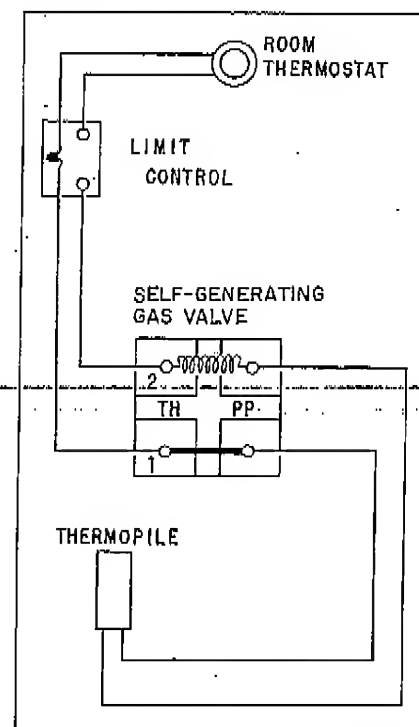 ROOM
THERMOSTAT
LIMIT
CONTROL
SELF-GENERATING
GAS VALVE
2
TH PP
1
THERMOPILE